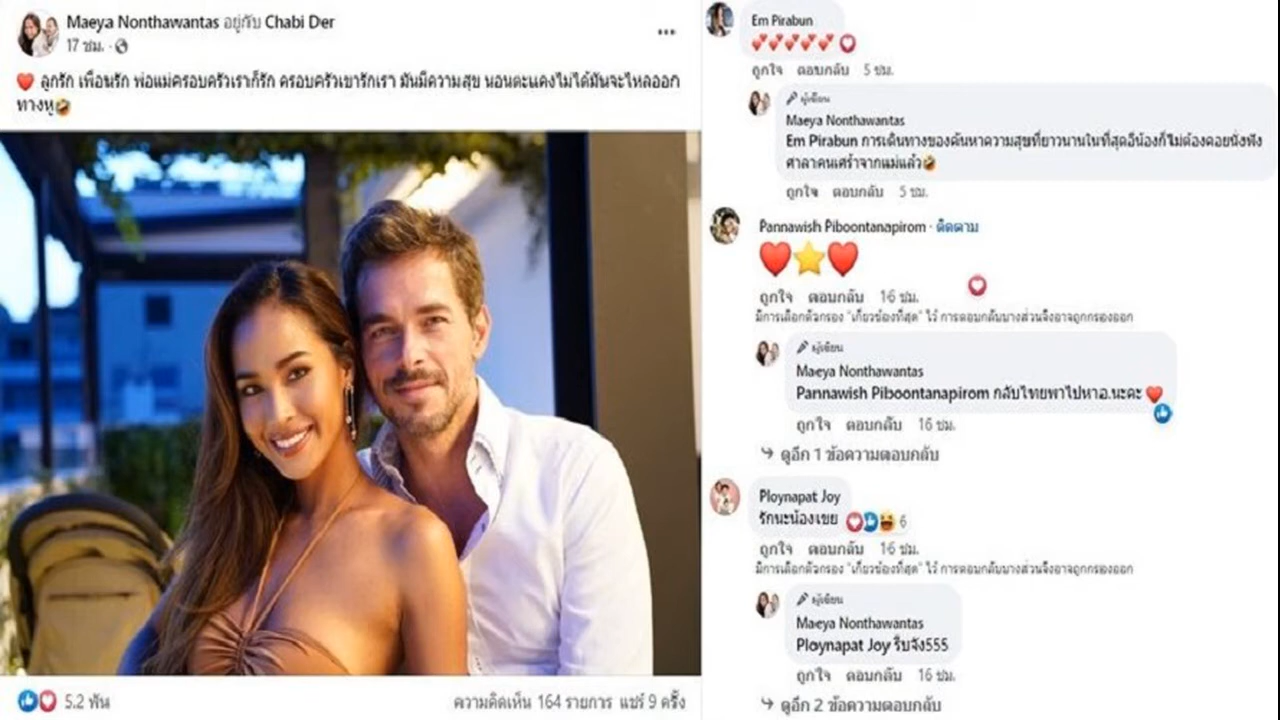 Maeya Nonthawantas อยู่กับ Chabi Der
17 ชม.
❤️ ลูกรัก เพื่อนรัก พ่อแม่ครอบครัวเราก็รัก ครอบครัวเขารักเรา มันมีความสุข นอนตะแคงไม่ได้มันจะไหลออก
ทางหู🤣
5.2 พัน
ความคิดเห็น 164 รายการ แชร์ 9 ครั้ง
Em Pirabun
💕💕💕💕💕
ถูกใจ ตอบกลับ 5 ชม.
ผู้เขียน
Maeya Nonthawantas
Em Pirabun การเดินทางของค้นหาความสุขที่ยาวนานในที่สุดอีน้องก็ไม่ต้องคอยนั่งฟัง
ศาลาคนเศร้าจากแม่แล้ว🤣
ถูกใจ ตอบกลับ 5 ชม.
Pannawish Piboontanapirom · ติดตาม
❤️⭐❤️
ถูกใจ ตอบกลับ 16 ชม.
มีการเลือกตัวกรอง "เกี่ยวข้องที่สุด" ไว้ การตอบกลับบางส่วนจึงอาจถูกกรองออก
ผู้เขียน
Maeya Nonthawantas
Pannawish Piboontanapirom กลับไทยพาไปหาอ.นะคะ ❤️
ถูกใจ ตอบกลับ 16 ชม.
ดูอีก 1 ข้อความตอบกลับ
Ploynapat Joy
รักนะน้องเขย
6
ถูกใจ ตอบกลับ 16 ชม.
มีการเลือกตัวกรอง "เกี่ยวข้องที่สุด" ไว้ การตอบกลับบางส่วนจึงอาจถูกกรองออก
ผู้เขียน
Maeya Nonthawantas
Ploynapat Joy รีบจัง555
ถูกใจ ตอบกลับ 16 ชม.
ดูอีก 2 ข้อความตอบกลับ